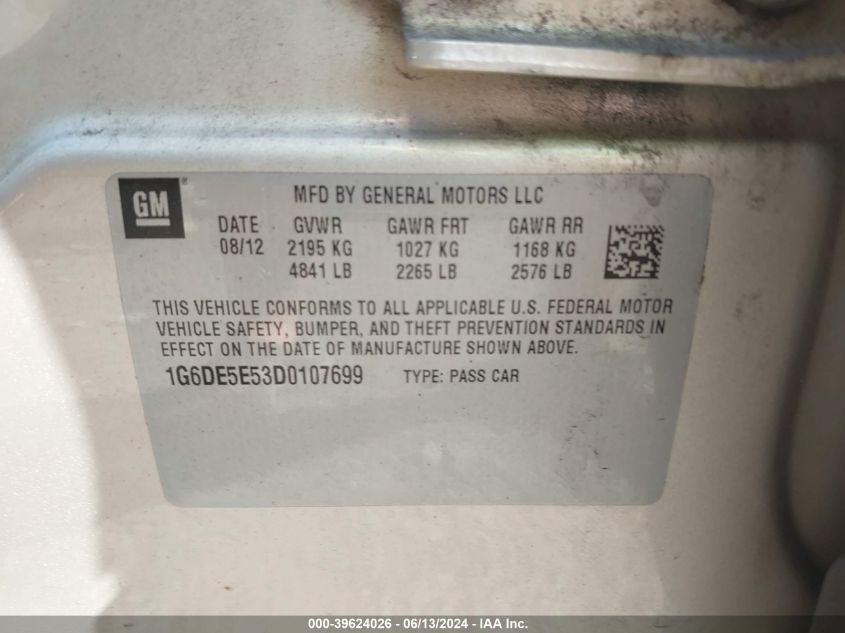 GM
MFD BY GENERAL MOTORS LLC
DATE GVWR GAWR FRT GAWR RR
08/12 2195 KG 1027 KG 1168 KG
4841 LB 2265 LB 2576 LB
THIS VEHICLE CONFORMS TO ALL APPLICABLE U.S. FEDERAL MOTOR
VEHICLE SAFETY, BUMPER, AND THEFT PREVENTION STANDARDS IN
EFFECT ON THE DATE OF MANUFACTURE SHOWN ABOVE.
1G6DE5E53D0107699 TYPE: PASS CAR
000-39624026 - 06/13/2024 - IAA Inc.